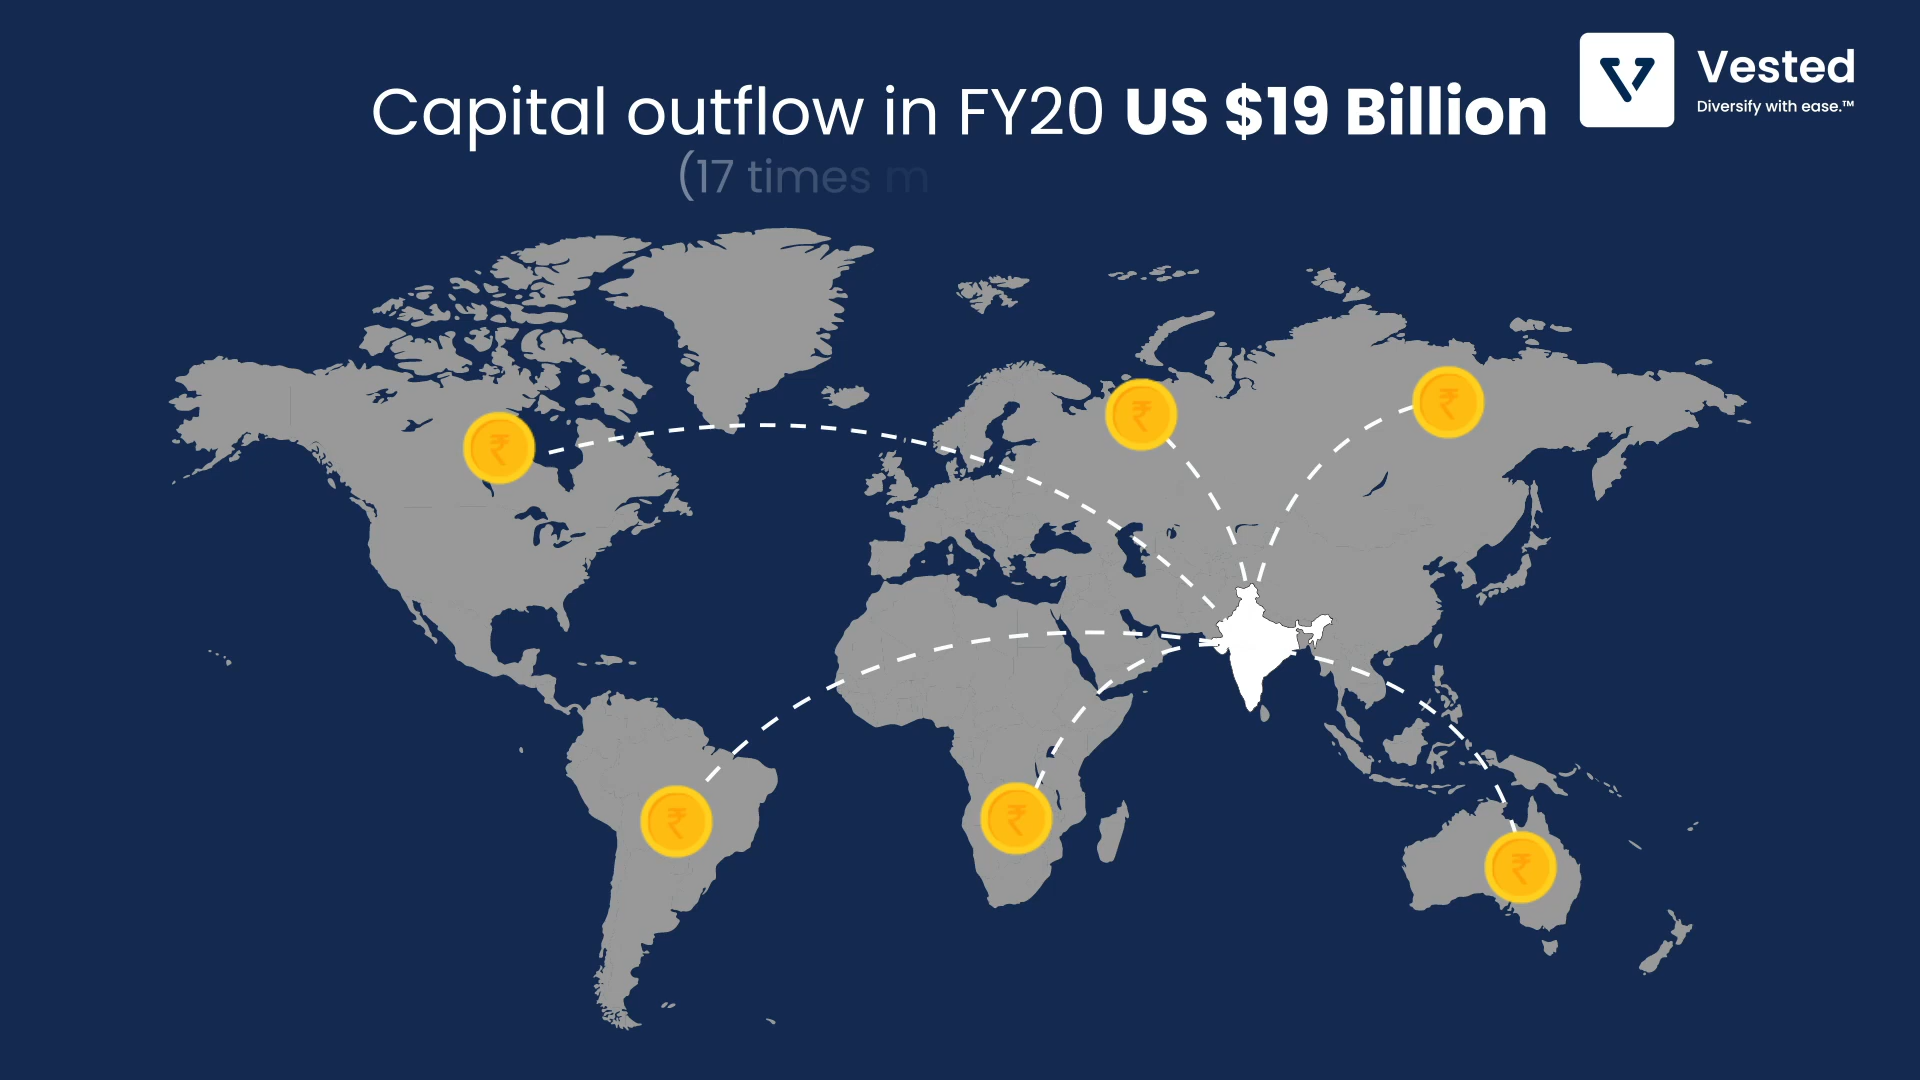 Capital outflow in FY20 US $19 Billion
(17 times m
Vested
Diversify with ease.™
₹
₹
₹
₹
₹
₹